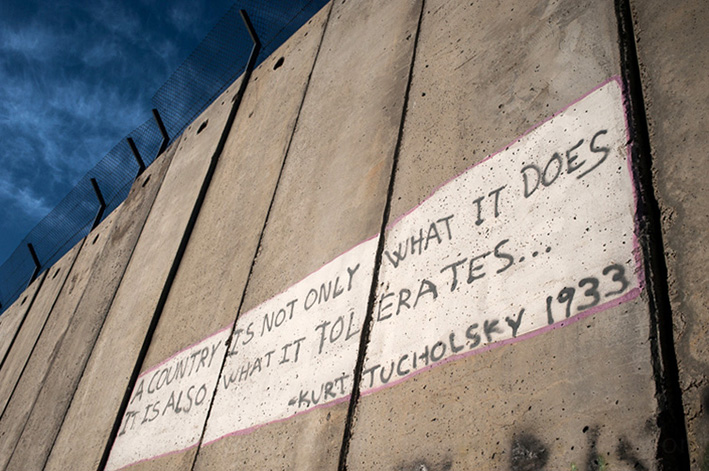 A COUNTRY IS NOT ONLY WHAT IT DOES
IT IS ALSO WHAT IT TOLERATES...
-KURT TUCHOLSKY 1933